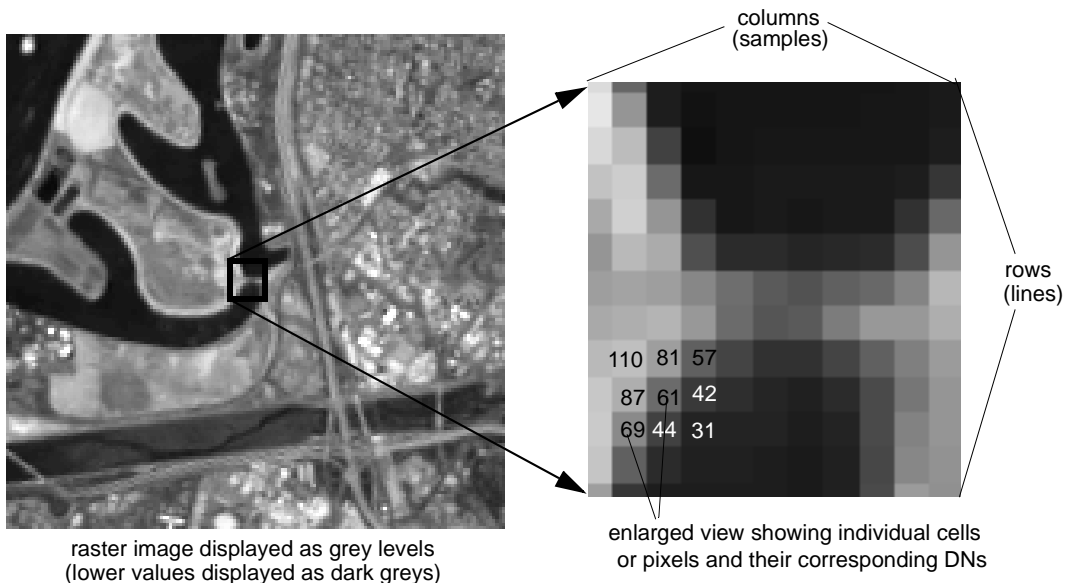 columns
(samples)
rows
(lines)
110 81 57
87 61 42
69 44 31
raster image displayed as grey levels
(lower values displayed as dark greys)
enlarged view showing individual cells
or pixels and their corresponding DNs